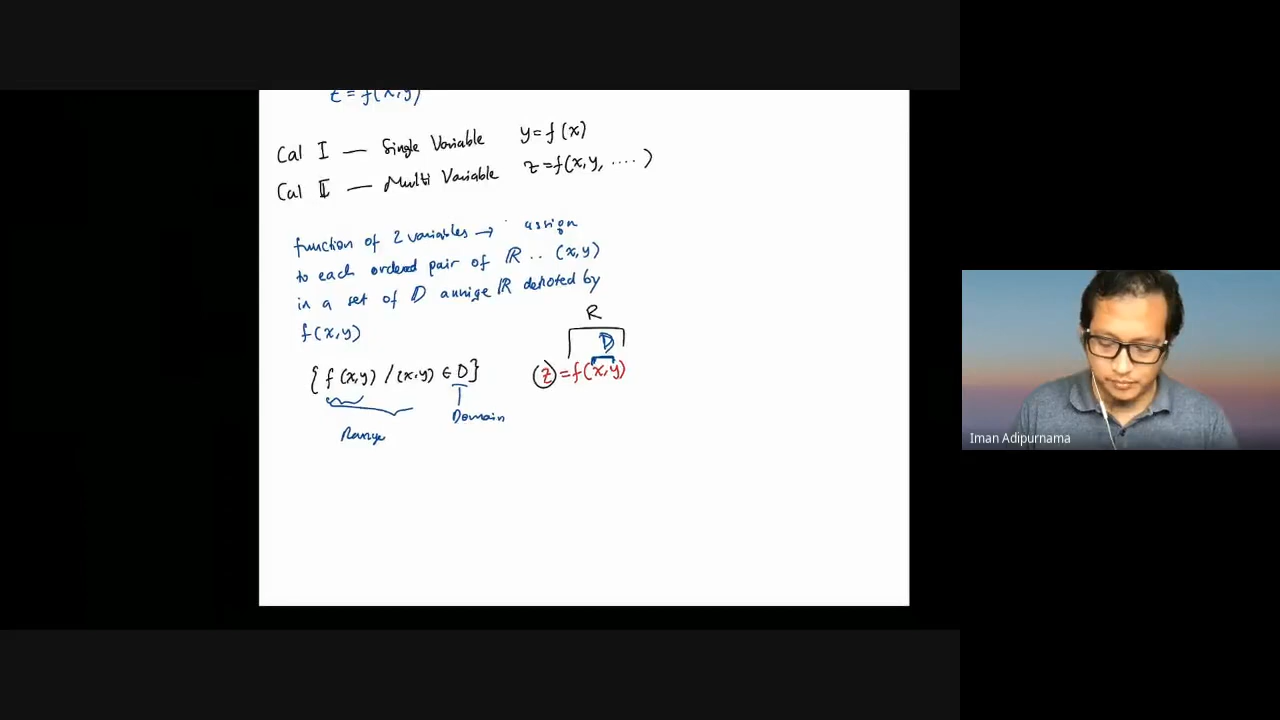 z = f(x,y)
Cal I — Single Variable y = f(x)
Cal II — Multi Variable z = f(x,y, ....)
function of 2 variables → assign
to each ordered pair of ℝ .. (x,y)
in a set of D a ℝ denoted by
f(x,y)
R
D
{f(x,y) / (x,y) ∈ D} z = f(x,y)
Domain
Range
Iman Adipurnama